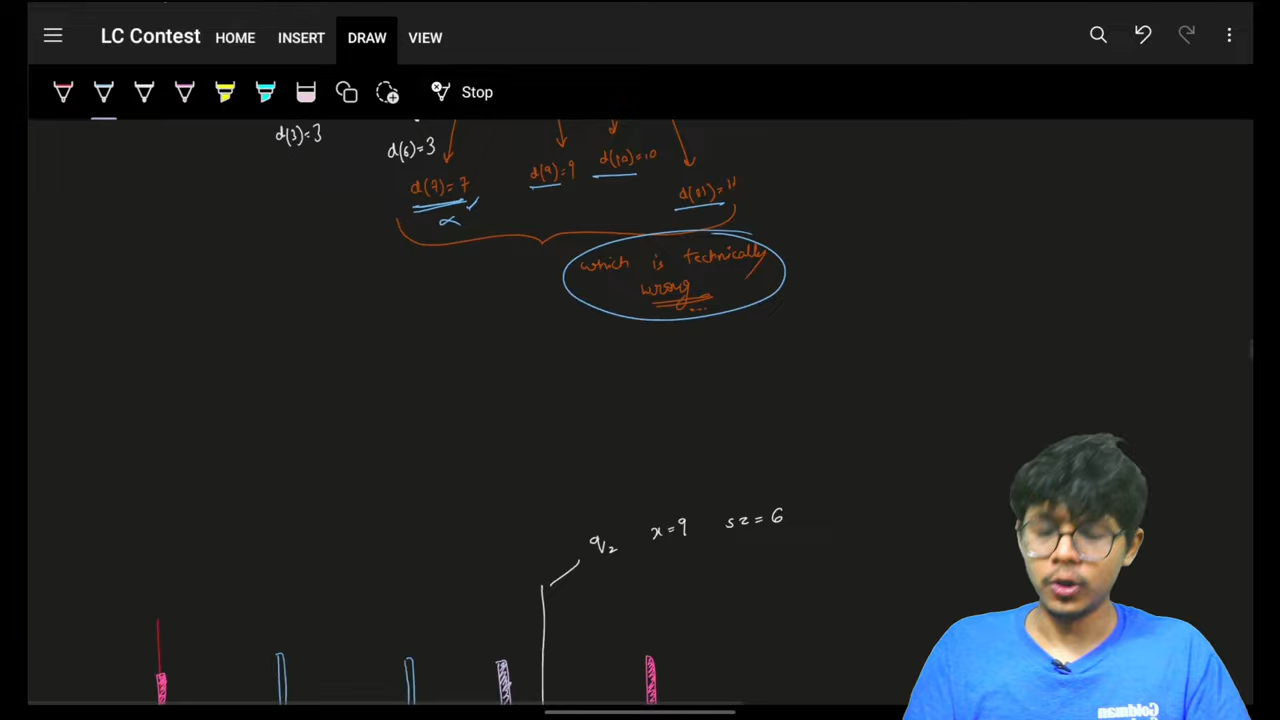 LC Contest HOME INSERT DRAW VIEW
Stop
d(3)=3
d(6)=3
d(7)=7
d(9)=9
d(10)=10
d(11)=11
α
which is technically
wrong
...
q2 x=9 sz=6
Goldman